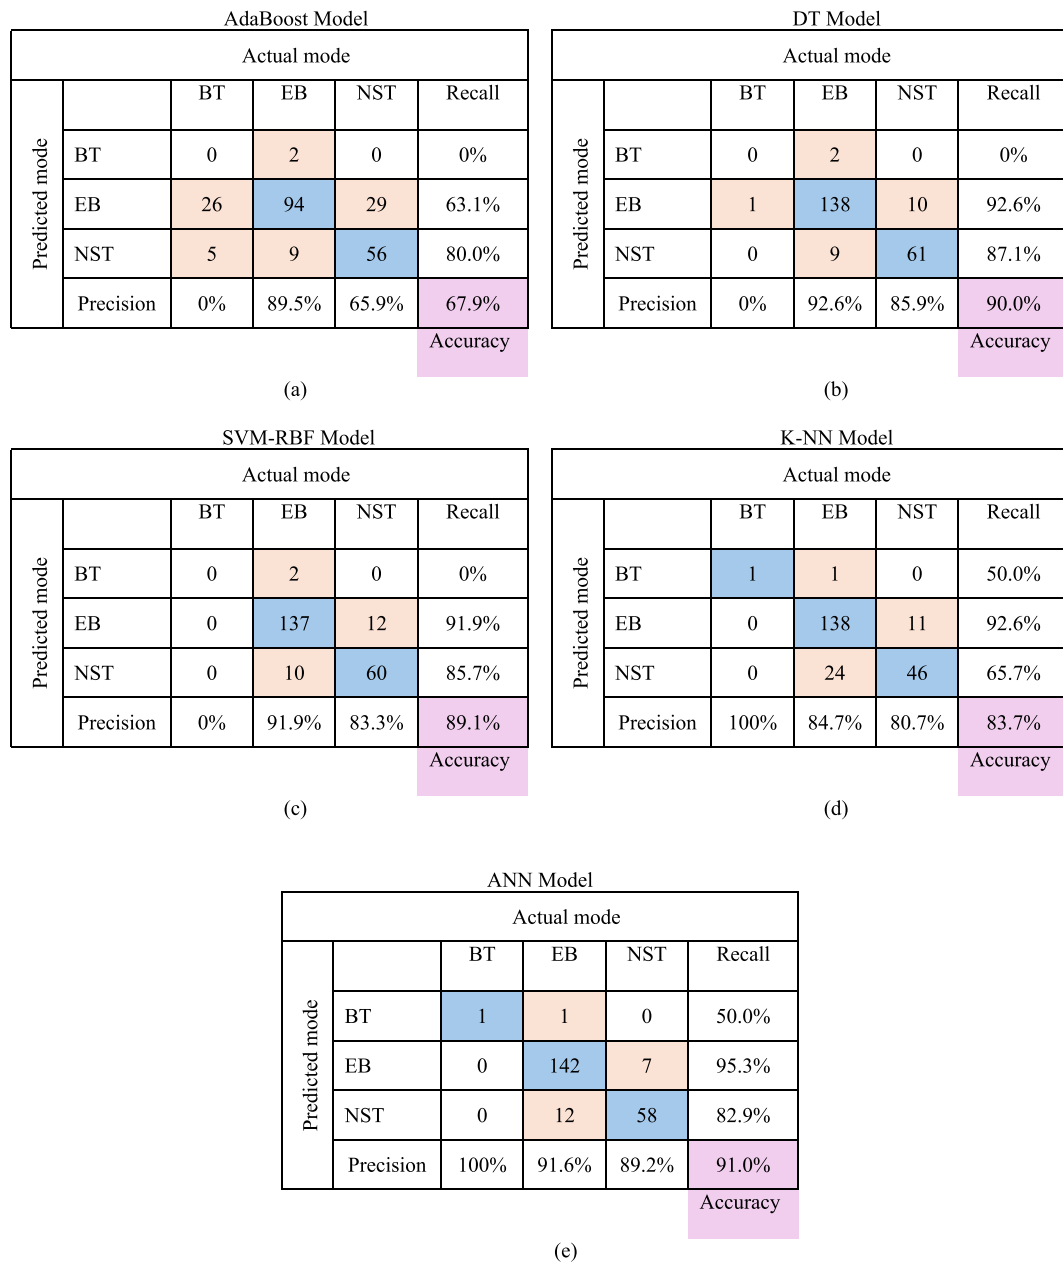 AdaBoost Model
Actual mode
Predicted mode
BT EB NST Recall
BT 0 2 0 0%
EB 26 94 29 63.1%
NST 5 9 56 80.0%
Precision 0% 89.5% 65.9% 67.9%
Accuracy
(a)
DT Model
Actual mode
Predicted mode
BT EB NST Recall
BT 0 2 0 0%
EB 1 138 10 92.6%
NST 0 9 61 87.1%
Precision 0% 92.6% 85.9% 90.0%
Accuracy
(b)
SVM-RBF Model
Actual mode
Predicted mode
BT EB NST Recall
BT 0 2 0 0%
EB 0 137 12 91.9%
NST 0 10 60 85.7%
Precision 0% 91.9% 83.3% 89.1%
Accuracy
(c)
K-NN Model
Actual mode
Predicted mode
BT EB NST Recall
BT 1 1 0 50.0%
EB 0 138 11 92.6%
NST 0 24 46 65.7%
Precision 100% 84.7% 80.7% 83.7%
Accuracy
(d)
ANN Model
Actual mode
Predicted mode
BT EB NST Recall
BT 1 1 0 50.0%
EB 0 142 7 95.3%
NST 0 12 58 82.9%
Precision 100% 91.6% 89.2% 91.0%
Accuracy
(e)